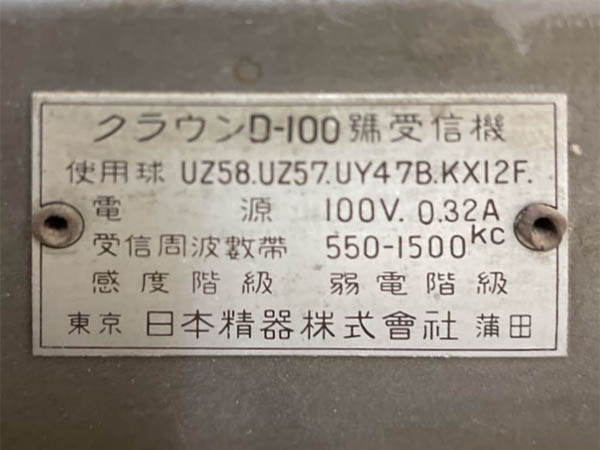 クラウンD-100號受信機
使用球 UZ58.UZ57.UY47B.KX12F.
電源 100V. 0.32A
受信周波數帶 550-1500KC
感度階級 弱電階級
東京 日本精器株式會社 蒲田